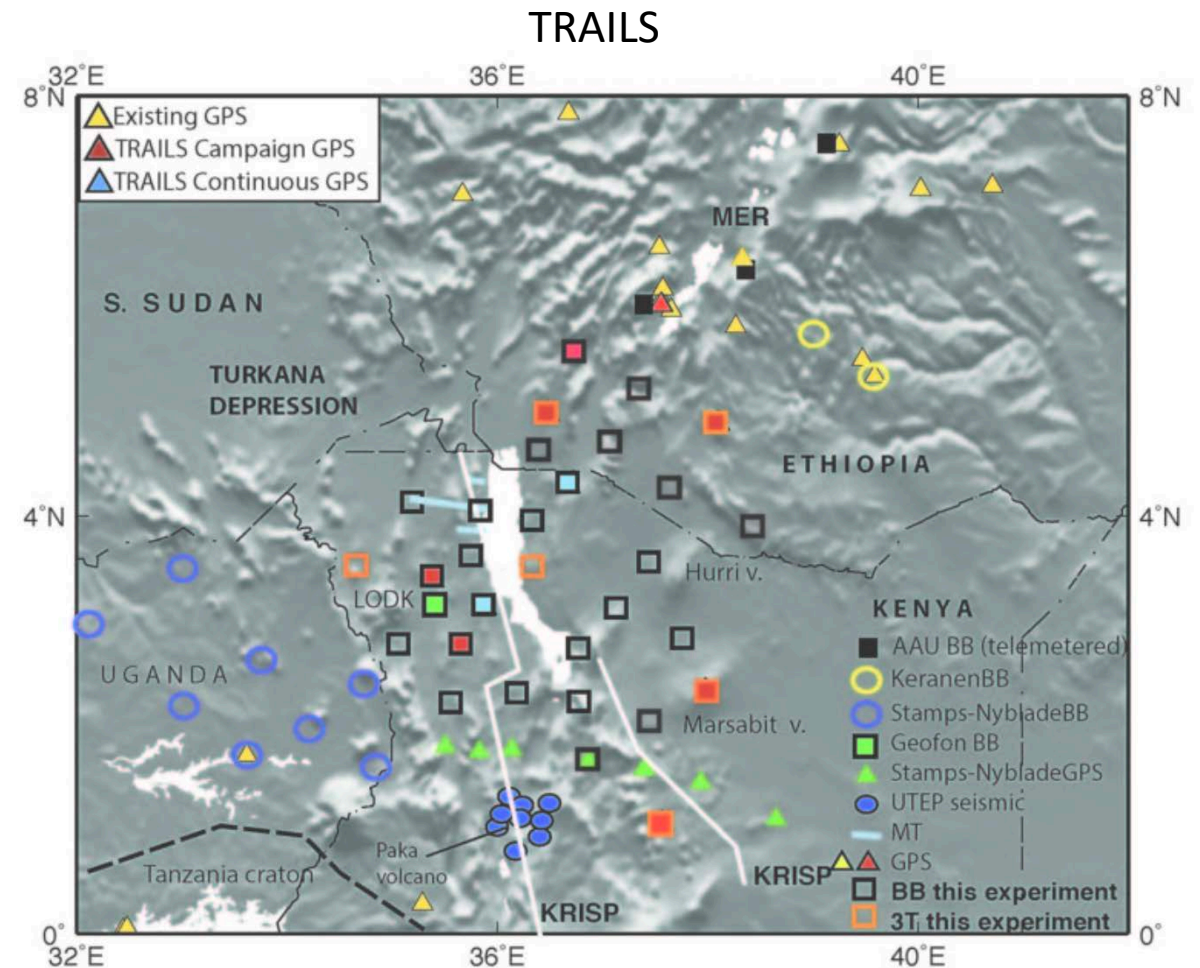 TRAILS
32°E
36°E
40°E
8°N
8°N
Existing GPS
TRAILS Campaign GPS
TRAILS Continuous GPS
MER
S. SUDAN
TURKANA
DEPRESSION
ETHIOPIA
4°N
4°N
Hurri v.
LODK
KENYA
AAU BB (telemetered)
UGANDA
KeranenBB
Stamps-NybladeBB
Marsabit v.
Geofon BB
Stamps-NybladeGPS
UTEP seismic
MT
Paka
volcano
GPS
Tanzania craton
KRISP
BB this experiment
KRISP
3T this experiment
0°
0°
32°E
36°E
40°E